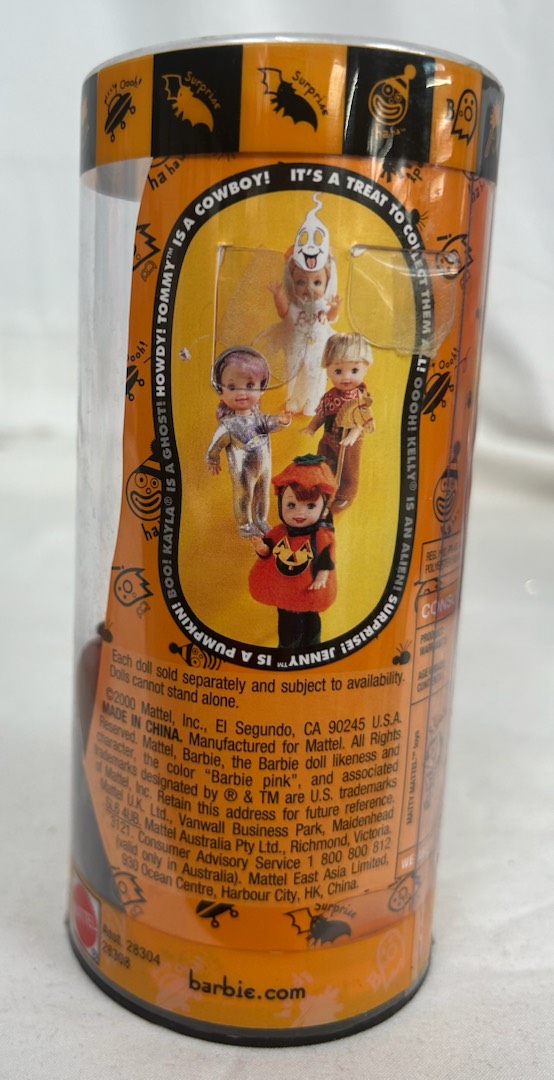 Oooh!
Surprise
Surprise
ha-ha-
B
ha ha
IT'S A TREAT TO COLLECT THEM ALL! OOOH! KELLY® IS AN ALIEN! SURPRISE! JENNY™ IS A PUMPKIN! BOO! KAYLA® IS A GHOST! HOWDY! TOMMY™ IS A COWBOY!
Each doll sold separately and subject to availability.
Dolls cannot stand alone.
©2000 Mattel, Inc., El Segundo, CA 90245 U.S.A.
MADE IN CHINA. Manufactured for Mattel. All Rights
Reserved. Mattel, Barbie, the Barbie doll likeness and
character, the color "Barbie pink", and associated
trademarks designated by ® & TM are U.S. trademarks
of Mattel, Inc. Retain this address for future reference.
Mattel U.K. Ltd., Vanwall Business Park, Maidenhead
SL6 4UB. Mattel Australia Pty Ltd., Richmond, Victoria.
3121. Consumer Advisory Service 1 800 800 812
(valid only in Australia). Mattel East Asia Limited,
930 Ocean Centre, Harbour City, HK, China.
Surprise
Asst. 28304
28308
barbie.com